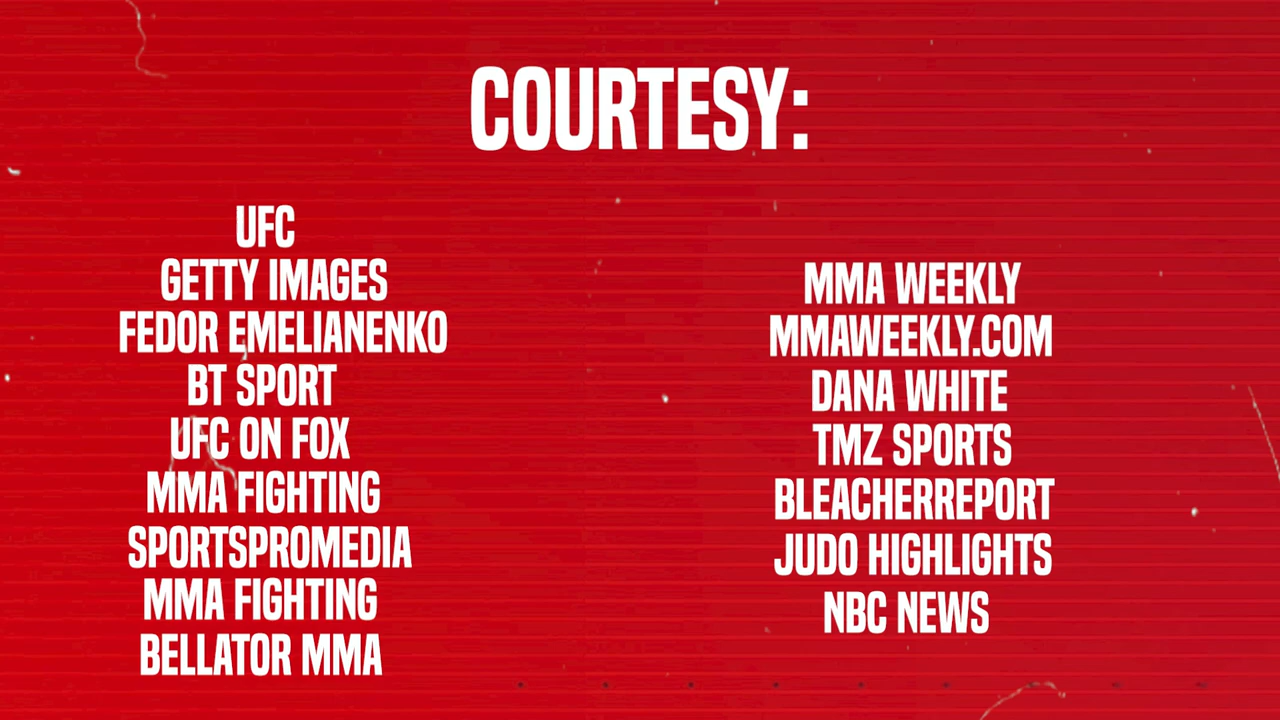 COURTESY:
UFC
GETTY IMAGES
FEDOR EMELIANENKO
BT SPORT
UFC ON FOX
MMA FIGHTING
SPORTSPROMEDIA
MMA FIGHTING
BELLATOR MMA
MMA WEEKLY
MMAWEEKLY.COM
DANA WHITE
TMZ SPORTS
BLEACHERREPORT
JUDO HIGHLIGHTS
NBC NEWS